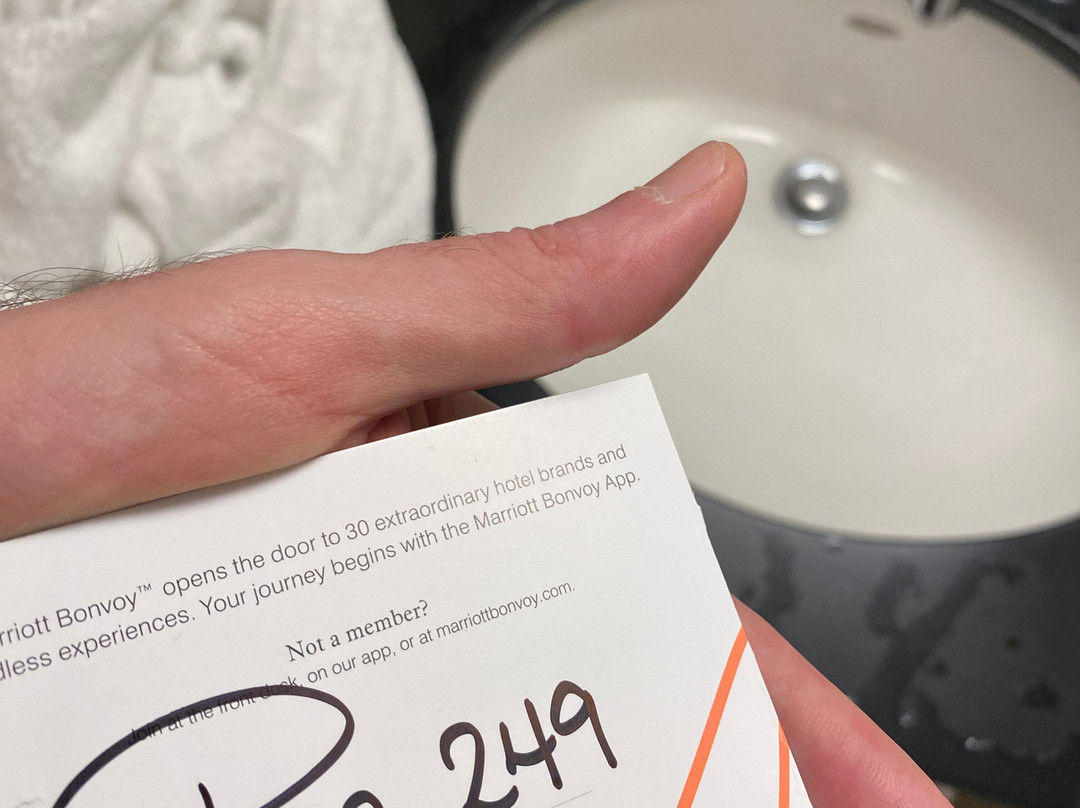 rriott Bonvoy™ opens the door to 30 extraordinary hotel brands and
dless experiences. Your journey begins with the Marriott Bonvoy App.
Not a member?
Join at the front desk, on our app, or at marriottbonvoy.com.
249